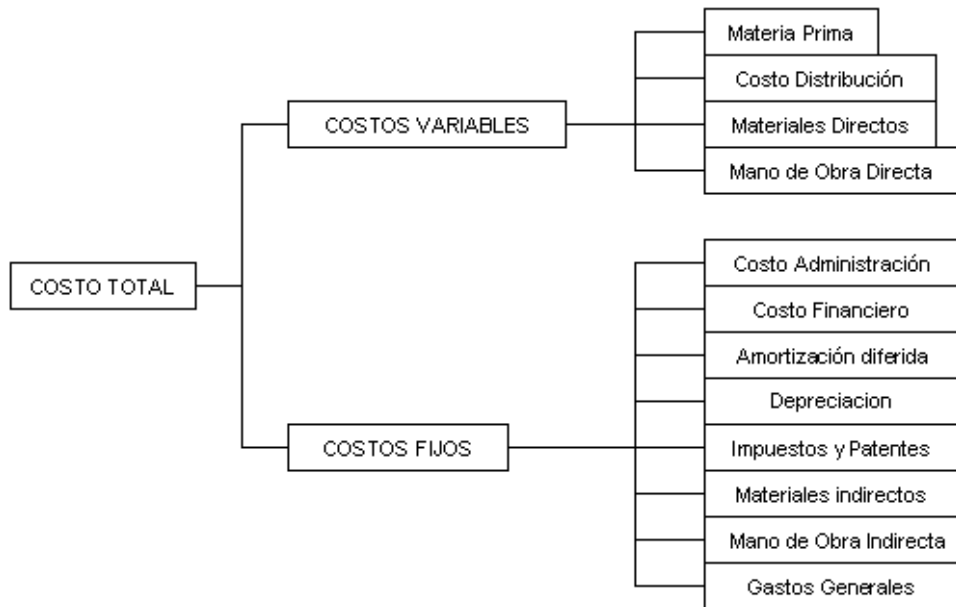 COSTO TOTAL
COSTOS VARIABLES
Materia Prima
Costo Distribución
Materiales Directos
Mano de Obra Directa
COSTOS FIJOS
Costo Administración
Costo Financiero
Amortización diferida
Depreciacion
Impuestos y Patentes
Materiales indirectos
Mano de Obra Indirecta
Gastos Generales